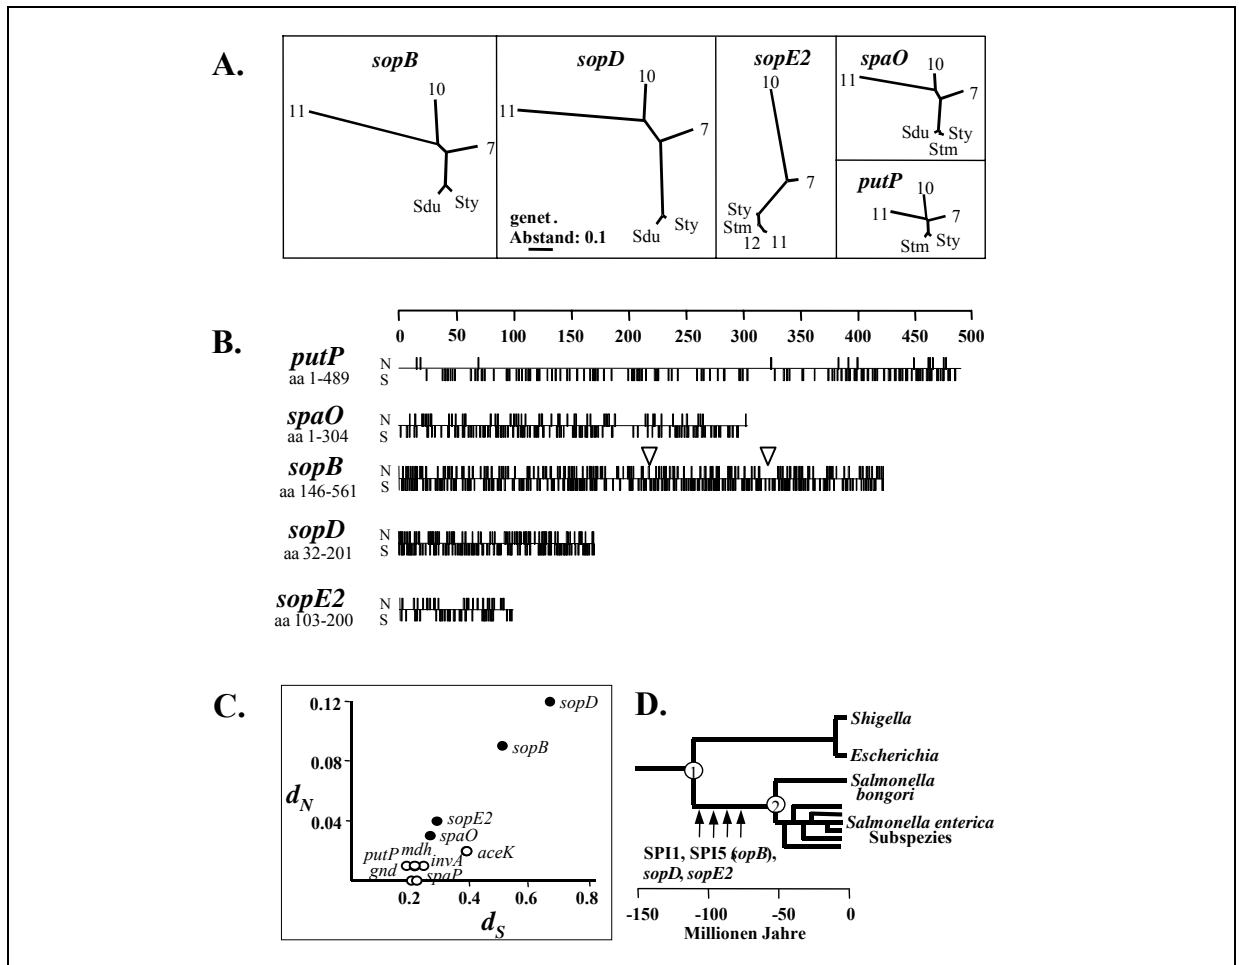 A.
sopB
11
10
7
Sdu
Sty
sopD
11
10
7
genet.
Abstand: 0.1
Sdu
Sty
sopE2
10
7
Sty
Stm
12 11
spaO
11
10
7
Sdu
Sty
Stm
putP
11
10
7
Stm
Sty
B.
0 50 100 150 200 250 300 350 400 450 500
putP
aa 1-489
N
S
spaO
aa 1-304
N
S
sopB
aa 146-561
N
S
sopD
aa 32-201
N
S
sopE2
aa 103-200
N
S
C.
0.12
0.08
0.04
dN
sopD
sopB
sopE2
spaO
aceK
putP mdh invA
gnd spaP
0.2 0.4 0.6 0.8
dS
D.
1
2
Shigella
Escherichia
Salmonella
bongori
Salmonella enterica
Subspezies
SPI1, SPI5 (sopB),
sopD, sopE2
-150 -100 -50 0
Millionen Jahre